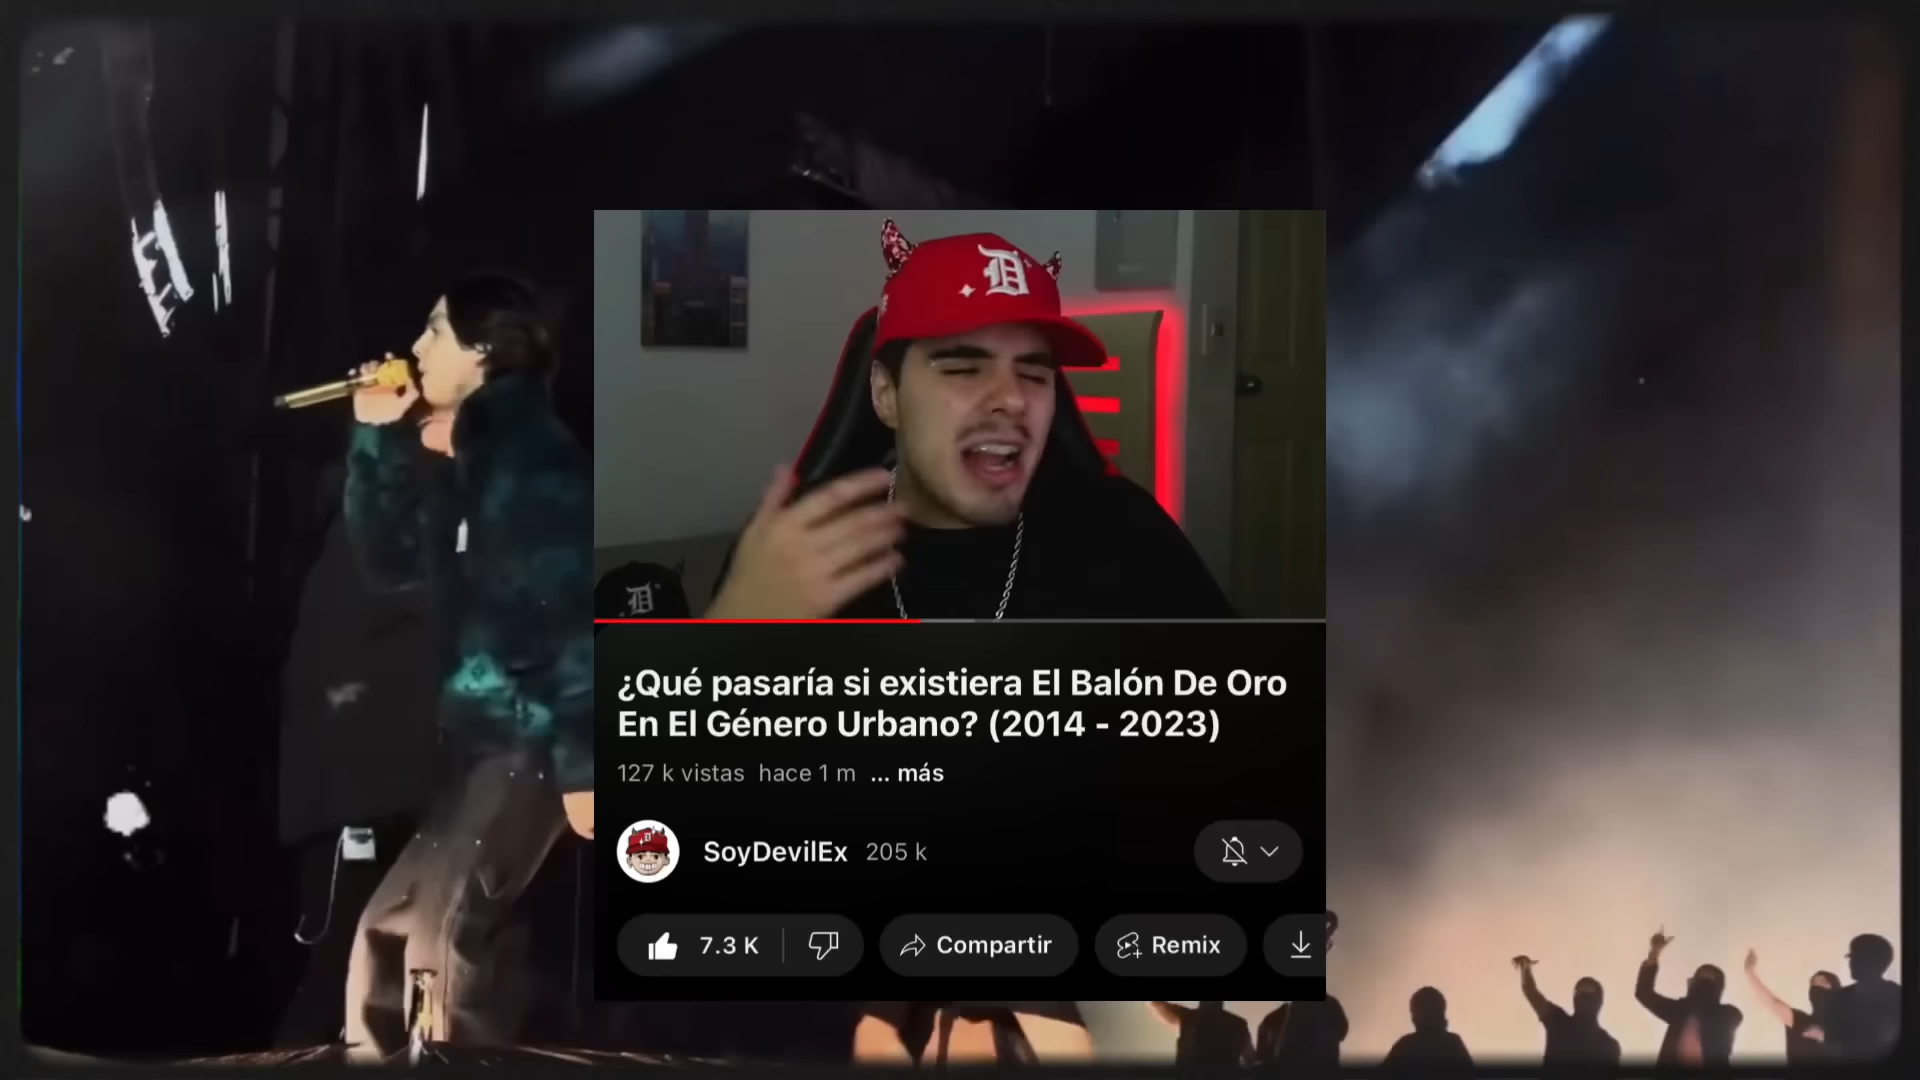 D
D
¿Qué pasaría si existiera El Balón De Oro
En El Género Urbano? (2014 - 2023)
127 k vistas hace 1 m ... más
SoyDevilEx 205 k
7.3 K Compartir Remix